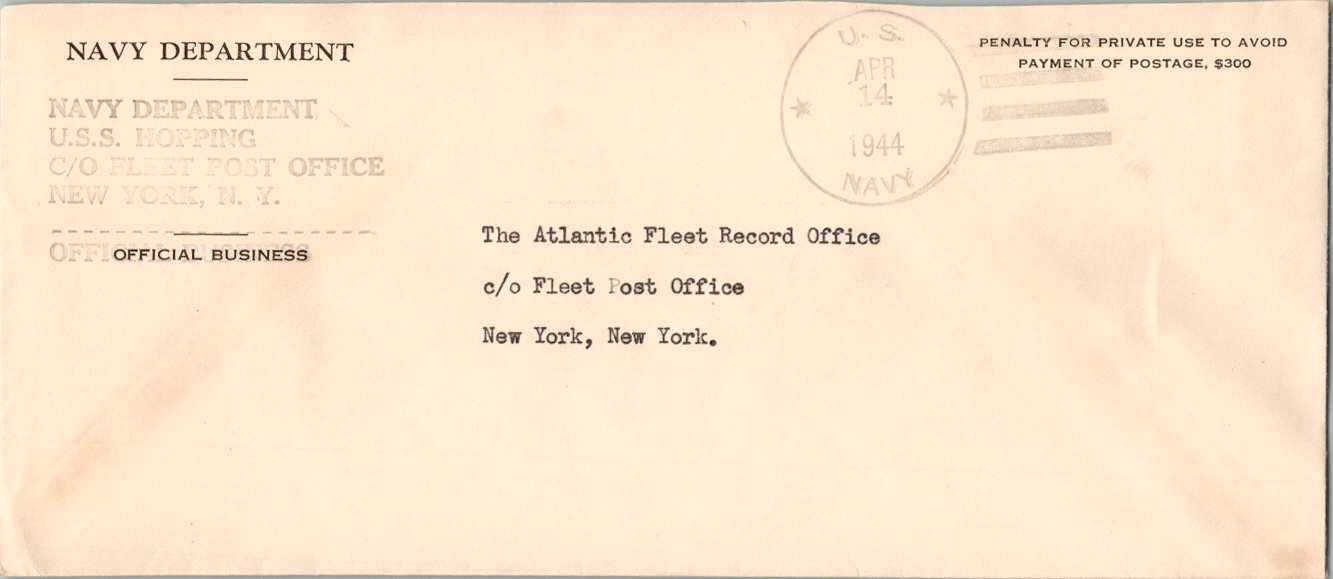 NAVY DEPARTMENT
NAVY DEPARTMENT
U.S.S. HOPPING
C/O FLEET POST OFFICE
NEW YORK, N. Y.
OFFICIAL BUSINESS
OFFICIAL BUSINESS
U. S.
APR
14
1944
NAVY
PENALTY FOR PRIVATE USE TO AVOID
PAYMENT OF POSTAGE, $300
The Atlantic Fleet Record Office
c/o Fleet Post Office
New York, New York.